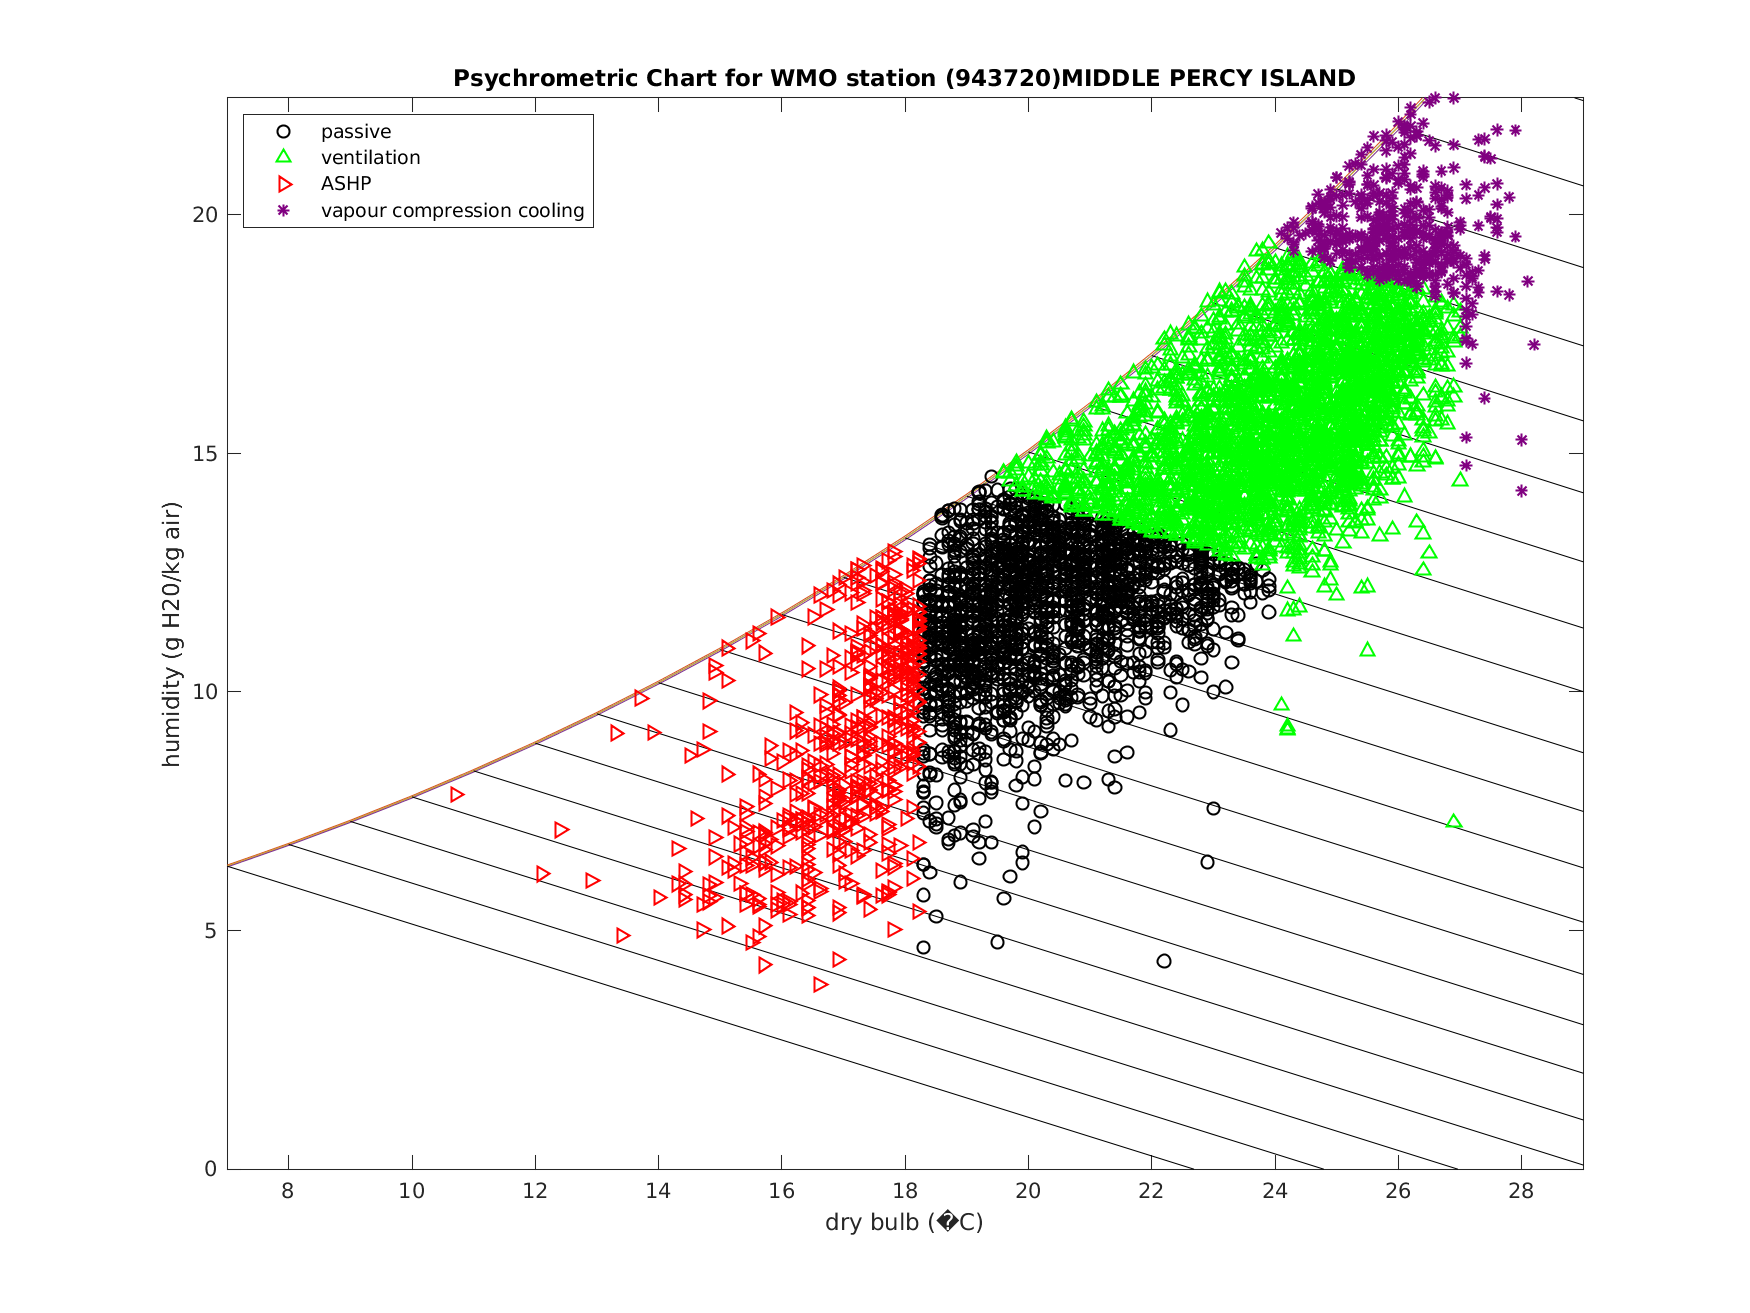 Psychrometric Chart for WMO station (943720)MIDDLE PERCY ISLAND
passive
ventilation
ASHP
vapour compression cooling
humidity (g H20/kg air)
20
15
10
5
0
8 10 12 14 16 18 20 22 24 26 28
dry bulb (�C)